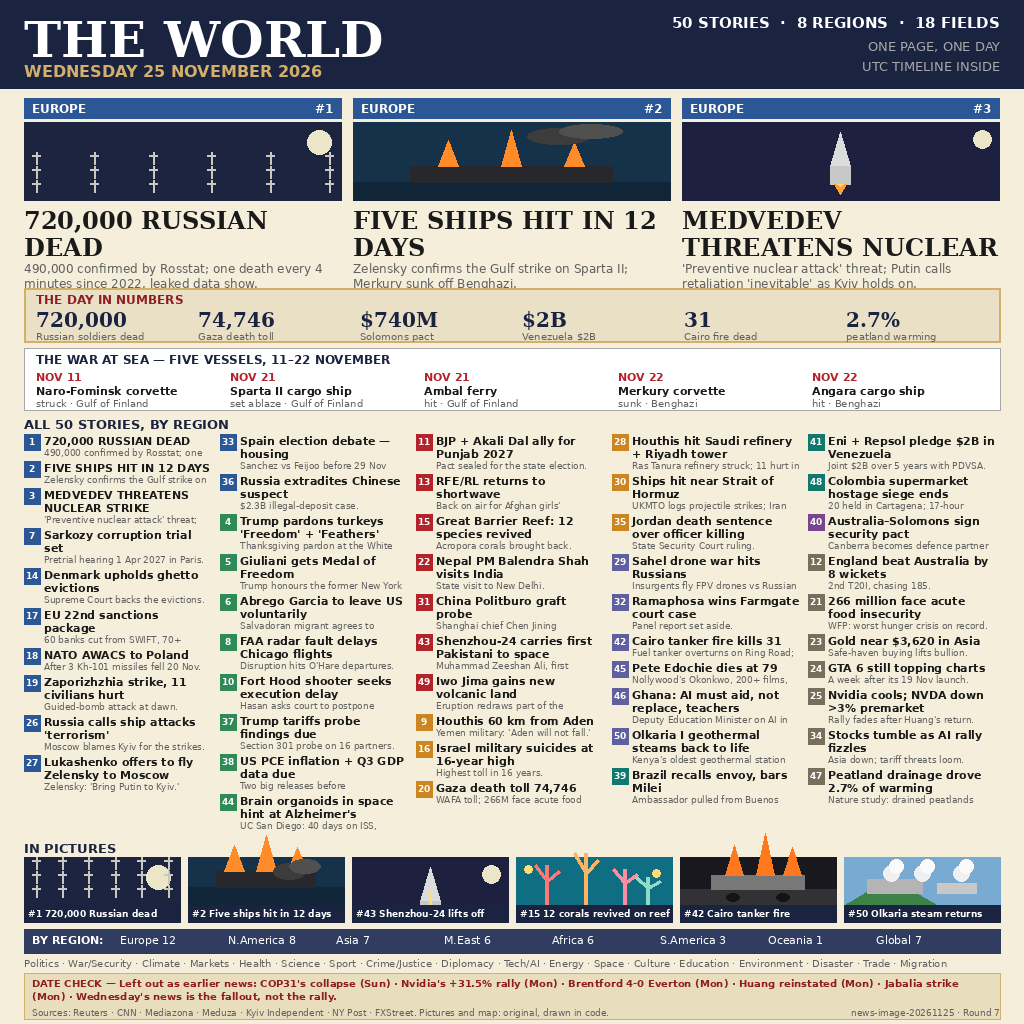 THE WORLD
WEDNESDAY 25 NOVEMBER 2026
50 STORIES · 8 REGIONS · 18 FIELDS
ONE PAGE, ONE DAY
UTC TIMELINE INSIDE
EUROPE #1
720,000 RUSSIAN
DEAD
490,000 confirmed by Rosstat; one death every 4
minutes since 2022, leaked data show.
EUROPE #2
FIVE SHIPS HIT IN 12
DAYS
Zelensky confirms the Gulf strike on Sparta II;
Merkury sunk off Benghazi.
EUROPE #3
MEDVEDEV
THREATENS NUCLEAR
'Preventive nuclear attack' threat; Putin calls
retaliation 'inevitable' as Kyiv holds on.
THE DAY IN NUMBERS
720,000 74,746 $740M $2B 31 2.7%
Russian soldiers dead Gaza death toll Solomons pact Venezuela $2B Cairo fire dead peatland warming
THE WAR AT SEA — FIVE VESSELS, 11–22 NOVEMBER
NOV 11 NOV 21 NOV 21 NOV 22 NOV 22
Naro-Fominsk corvette Sparta II cargo ship Ambal ferry Merkury corvette Angara cargo ship
struck · Gulf of Finland set ablaze · Gulf of Finland hit · Gulf of Finland sunk · Benghazi hit · Benghazi
ALL 50 STORIES, BY REGION
1 720,000 RUSSIAN DEAD
490,000 confirmed by Rosstat; one
2 FIVE SHIPS HIT IN 12 DAYS
Zelensky confirms the Gulf strike on
3 MEDVEDEV THREATENS
NUCLEAR STRIKE
'Preventive nuclear attack' threat;
7 Sarkozy corruption trial
set
Pretrial hearing 1 Apr 2027 in Paris.
14 Denmark upholds ghetto
evictions
Supreme Court backs the evictions.
17 EU 22nd sanctions
package
60 banks cut from SWIFT, 70+
18 NATO AWACS to Poland
After 3 Kh-101 missiles fell 20 Nov.
19 Zaporizhzhia strike, 11
civilians hurt
Guided-bomb attack at dawn.
26 Russia calls ship attacks
'terrorism'
Moscow blames Kyiv for the strikes.
27 Lukashenko offers to fly
Zelensky to Moscow
Zelensky: 'Bring Putin to Kyiv.'
33 Spain election debate —
housing
Sanchez vs Feijoo before 29 Nov
36 Russia extradites Chinese
suspect
$2.3B illegal-deposit case.
4 Trump pardons turkeys
'Freedom' + 'Feathers'
Thanksgiving pardon at the White
5 Giuliani gets Medal of
Freedom
Trump honours the former New York
6 Abrego Garcia to leave US
voluntarily
Salvadoran migrant agrees to
8 FAA radar fault delays
Chicago flights
Disruption hits O'Hare departures.
10 Fort Hood shooter seeks
execution delay
Hasan asks court to postpone
37 Trump tariffs probe
findings due
Section 301 probe on 16 partners.
38 US PCE inflation + Q3 GDP
data due
Two big releases before
44 Brain organoids in space
hint at Alzheimer's
UC San Diego: 40 days on ISS,
11 BJP + Akali Dal ally for
Punjab 2027
Pact sealed for the state election.
13 RFE/RL returns to
shortwave
Back on air for Afghan girls'
15 Great Barrier Reef: 12
species revived
Acropora corals brought back.
22 Nepal PM Balendra Shah
visits India
State visit to New Delhi.
31 China Politburo graft
probe
Shanghai chief Chen Jining
43 Shenzhou-24 carries first
Pakistani to space
Muhammad Zeeshan Ali, first
49 Iwo Jima gains new
volcanic land
Eruption redraws part of the
9 Houthis 60 km from Aden
Yemen military: 'Aden will not fall.'
16 Israel military suicides at
16-year high
Highest toll in 16 years.
20 Gaza death toll 74,746
WAFA toll; 266M face acute food
28 Houthis hit Saudi refinery
+ Riyadh tower
Ras Tanura refinery struck; 11 hurt in
30 Ships hit near Strait of
Hormuz
UKMTO logs projectile strikes; Iran
35 Jordan death sentence
over officer killing
State Security Court ruling.
29 Sahel drone war hits
Russians
Insurgents fly FPV drones vs Russian
32 Ramaphosa wins Farmgate
court case
Panel report set aside.
42 Cairo tanker fire kills 31
Fuel tanker overturns on Ring Road;
45 Pete Edochie dies at 79
Nollywood's Okonkwo, 200+ films,
46 Ghana: AI must aid, not
replace, teachers
Deputy Education Minister on AI in
50 Olkaria I geothermal
steams back to life
Kenya's oldest geothermal station
39 Brazil recalls envoy, bars
Milei
Ambassador pulled from Buenos
41 Eni + Repsol pledge $2B in
Venezuela
Joint $2B over 5 years with PDVSA.
48 Colombia supermarket
hostage siege ends
20 held in Cartagena; 17-hour
40 Australia–Solomons sign
security pact
Canberra becomes defence partner
12 England beat Australia by
8 wickets
2nd T20I, chasing 185.
21 266 million face acute
food insecurity
WFP: worst hunger crisis on record.
23 Gold near $3,620 in Asia
Safe-haven buying lifts bullion.
24 GTA 6 still topping charts
A week after its 19 Nov launch.
25 Nvidia cools; NVDA down
>3% premarket
Rally fades after Huang's return.
34 Stocks tumble as AI rally
fizzles
Asia down; tariff threats loom.
47 Peatland drainage drove
2.7% of warming
Nature study: drained peatlands
IN PICTURES
#1 720,000 Russian dead
#2 Five ships hit in 12 days
#43 Shenzhou-24 lifts off
#15 12 corals revived on reef
#42 Cairo tanker fire
#50 Olkaria steam returns
BY REGION: Europe 12 N.America 8 Asia 7 M.East 6 Africa 6 S.America 3 Oceania 1 Global 7
Politics · War/Security · Climate · Markets · Health · Science · Sport · Crime/Justice · Diplomacy · Tech/AI · Energy · Space · Culture · Education · Environment · Disaster · Trade · Migration
DATE CHECK — Left out as earlier news: COP31's collapse (Sun) · Nvidia's +31.5% rally (Mon) · Brentford 4-0 Everton (Mon) · Huang reinstated (Mon) · Jabalia strike
(Mon) · Wednesday's news is the fallout, not the rally.
Sources: Reuters · CNN · Mediazona · Meduza · Kyiv Independent · NY Post · FXStreet. Pictures and map: original, drawn in code.
news-image-20261125 · Round 7